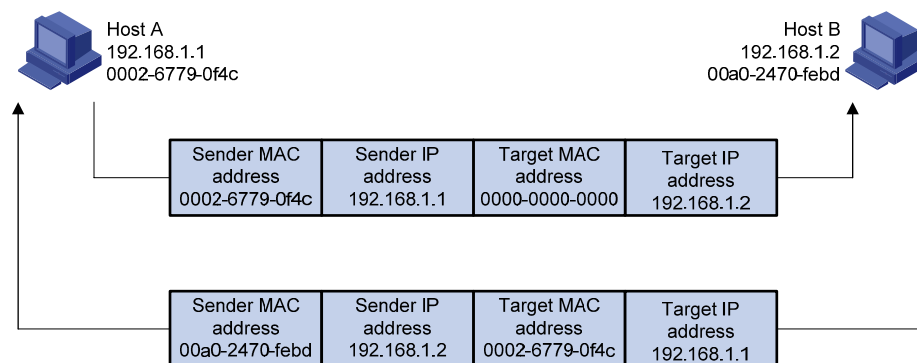 Host A
192.168.1.1
0002-6779-0f4c
Host B
192.168.1.2
00a0-2470-febd
Sender MAC
address
0002-6779-0f4c
Sender IP
address
192.168.1.1
Target MAC
address
0000-0000-0000
Target IP
address
192.168.1.2
Sender MAC
address
00a0-2470-febd
Sender IP
address
192.168.1.2
Target MAC
address
0002-6779-0f4c
Target IP
address
192.168.1.1